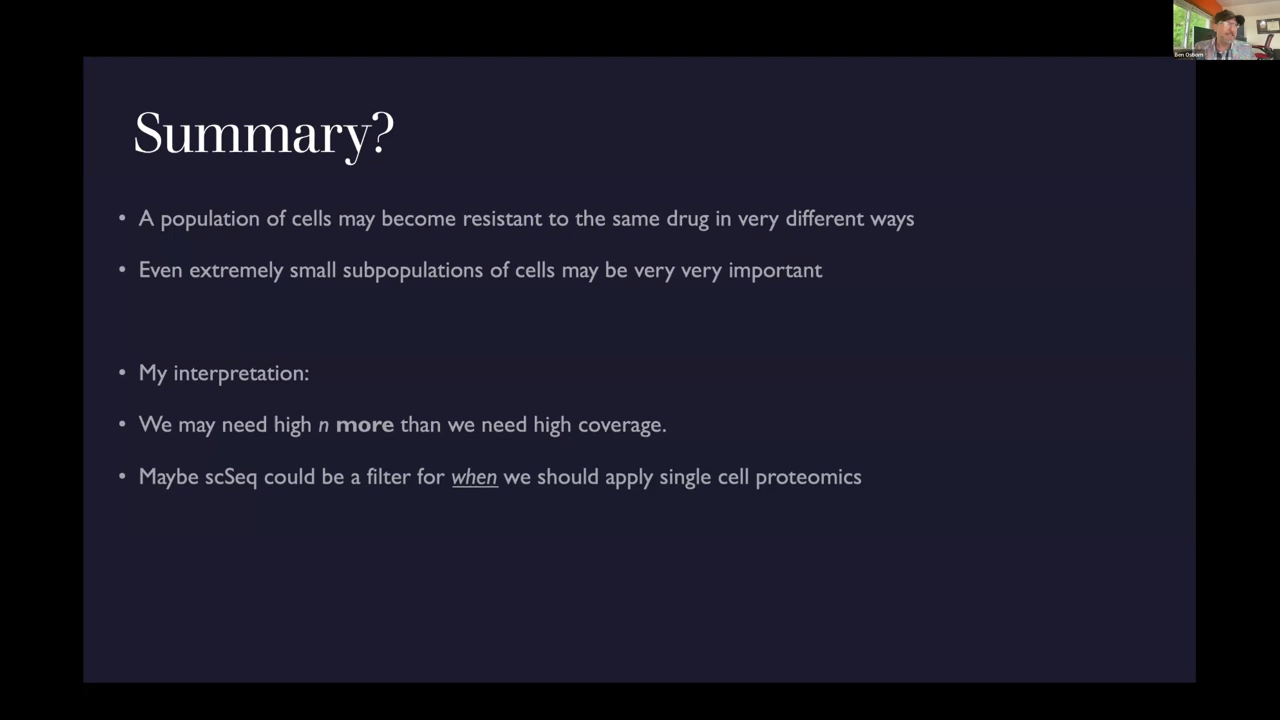 Ben Osborn
Summary?
• A population of cells may become resistant to the same drug in very different ways
• Even extremely small subpopulations of cells may be very very important
• My interpretation:
• We may need high n more than we need high coverage.
• Maybe scSeq could be a filter for when we should apply single cell proteomics